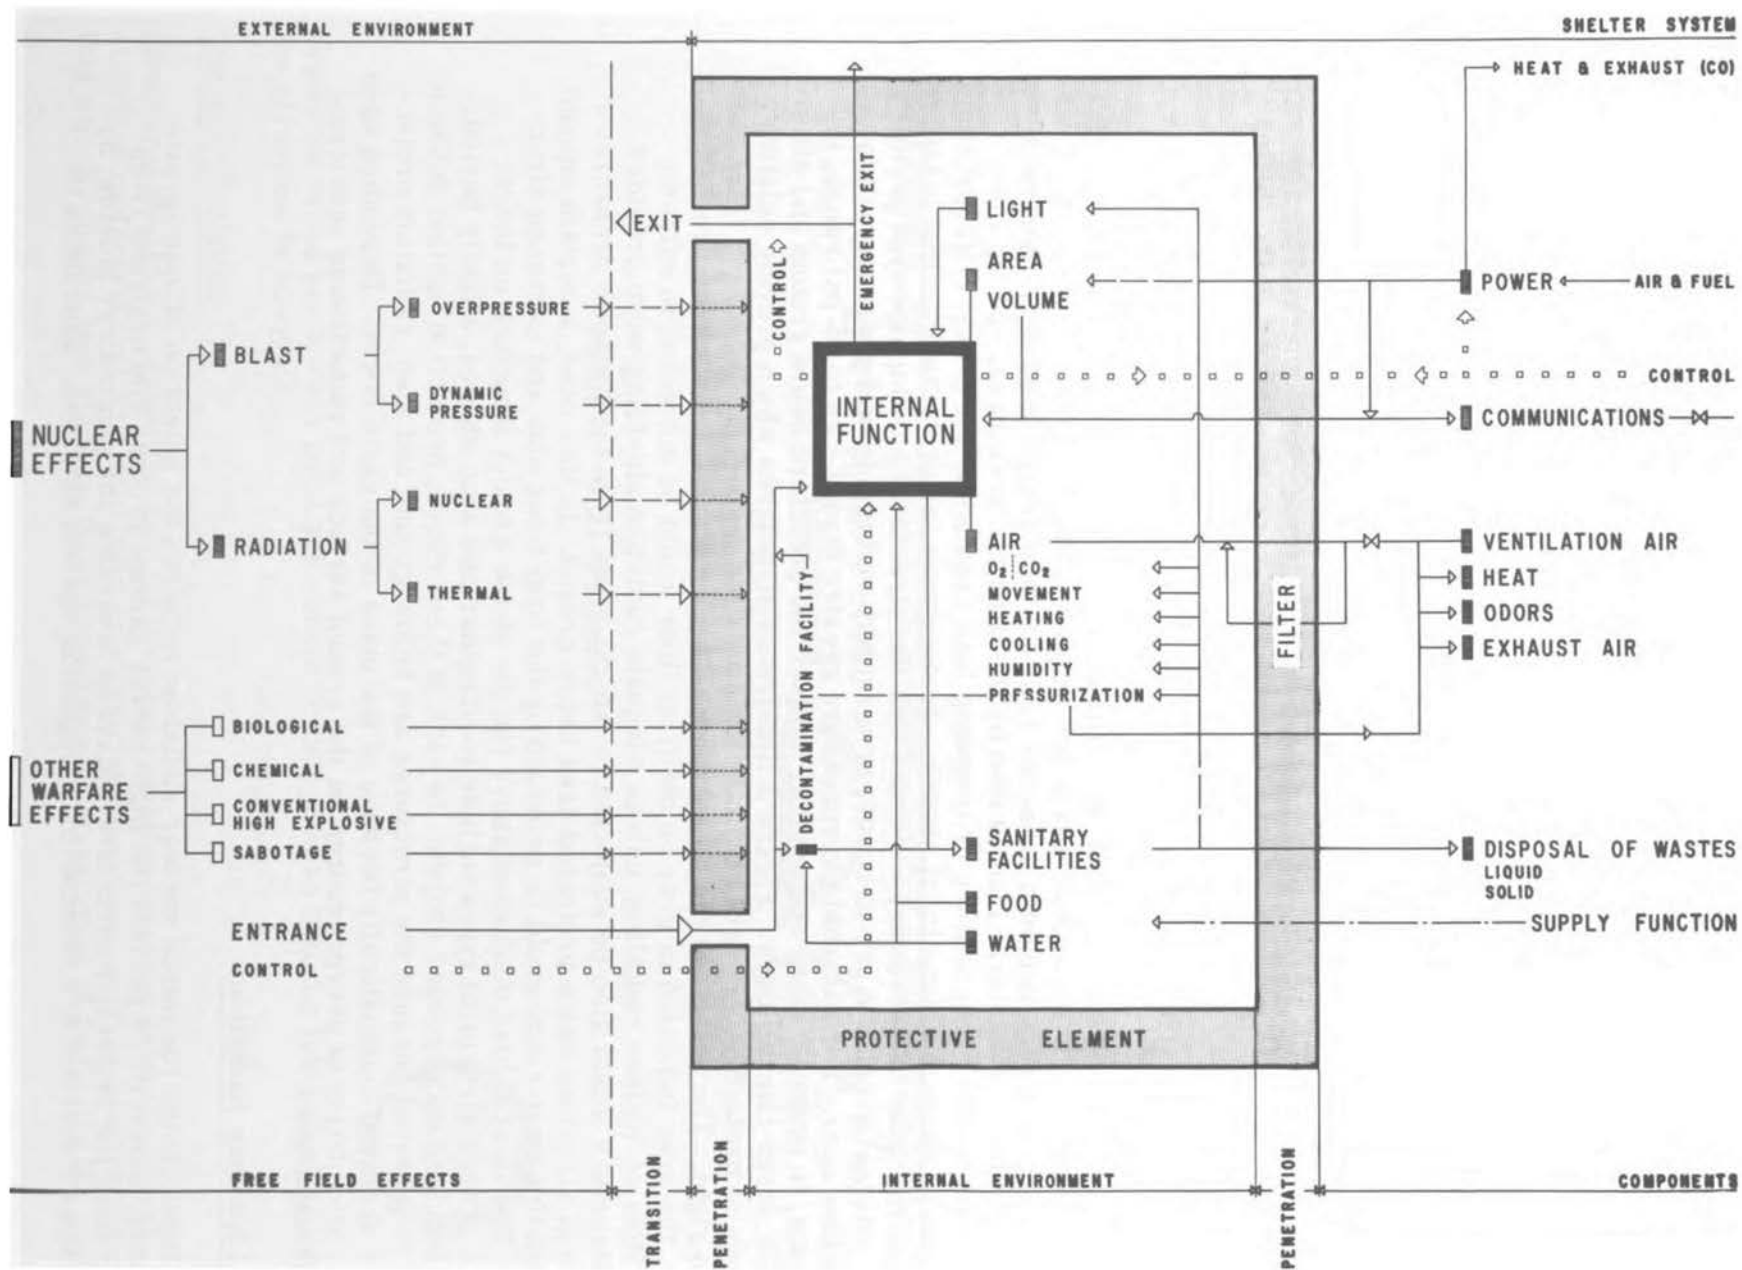 EXTERNAL ENVIRONMENT
SHELTER SYSTEM
HEAT & EXHAUST (CO)
EMERGENCY EXIT
EXIT
CONTROL
LIGHT
AREA
VOLUME
POWER
AIR & FUEL
OVERPRESSURE
BLAST
DYNAMIC
PRESSURE
CONTROL
INTERNAL
FUNCTION
COMMUNICATIONS
NUCLEAR
EFFECTS
NUCLEAR
RADIATION
THERMAL
AIR
O₂ CO₂
MOVEMENT
HEATING
COOLING
HUMIDITY
PRFSSURIZATION
FILTER
VENTILATION AIR
HEAT
ODORS
EXHAUST AIR
DECONTAMINATION FACILITY
BIOLOGICAL
CHEMICAL
OTHER
WARFARE
EFFECTS
CONVENTIONAL
HIGH EXPLOSIVE
SABOTAGE
SANITARY
FACILITIES
DISPOSAL OF WASTES
LIQUID
SOLID
FOOD
WATER
SUPPLY FUNCTION
ENTRANCE
CONTROL
PROTECTIVE ELEMENT
FREE FIELD EFFECTS
TRANSITION
PENETRATION
INTERNAL ENVIRONMENT
PENETRATION
COMPONENTS